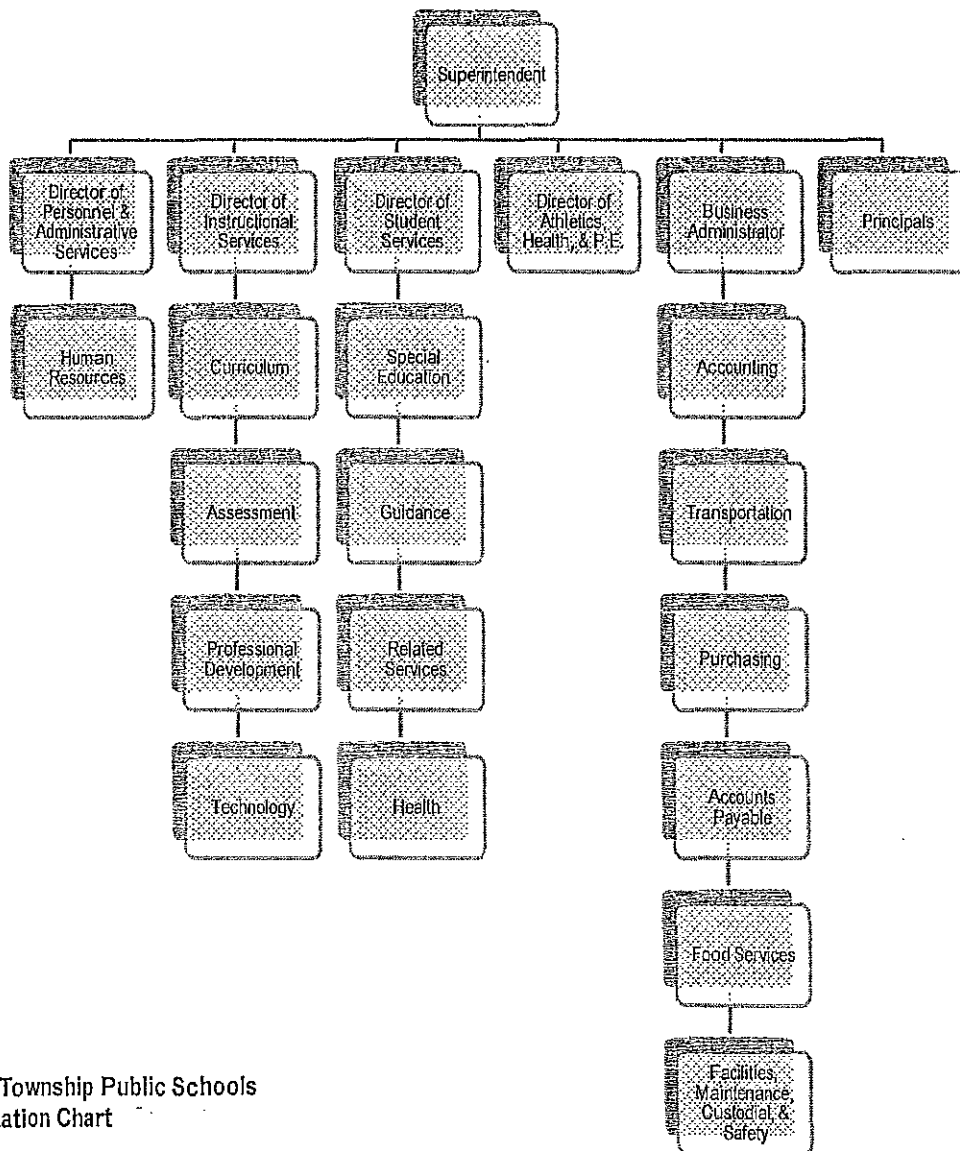 Superintendent
Director of
Personnel &
Administrative
Services
Director of
Instructional
Services
Director of
Student
Services
Director of
Athletics,
Health, & P.E.
Business
Administrator
Principals
Human
Resources
Curriculum
Special
Education
Accounting
Assessment
Guidance
Transportation
Professional
Development
Related
Services
Purchasing
Technology
Health
Accounts
Payable
Food Services
Facilities,
Maintenance,
Custodial, &
Safety
Township Public Schools
ation Chart